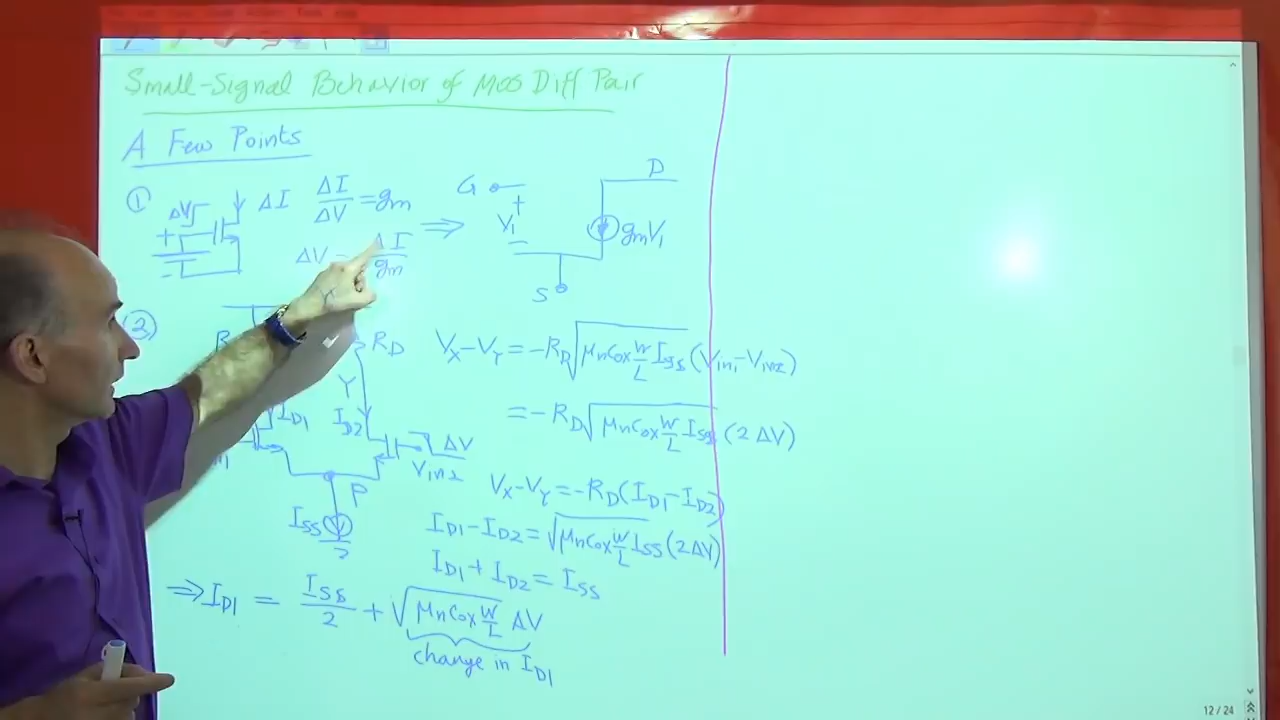 Small-Signal Behavior of MOS Diff Pair
A Few Points
① ΔV + − ΔI ΔI/ΔV = gm ⇒ G + V1 − D gmV1 S
ΔV = ΔI/gm
② RD VX−VY = −RD √(μnCox W/L ISS) (Vin1−Vin2)
Y
ID1 ID2 ΔV Vin2 = −RD √(μnCox W/L ISS) (2ΔV)
P VX−VY = −RD(ID1−ID2)
ISS ID1−ID2 = √(μnCox W/L ISS) (2ΔV)
ID1+ID2 = ISS
⇒ ID1 = ISS/2 + √(μnCox W/L) ΔV
change in ID1
12 / 24